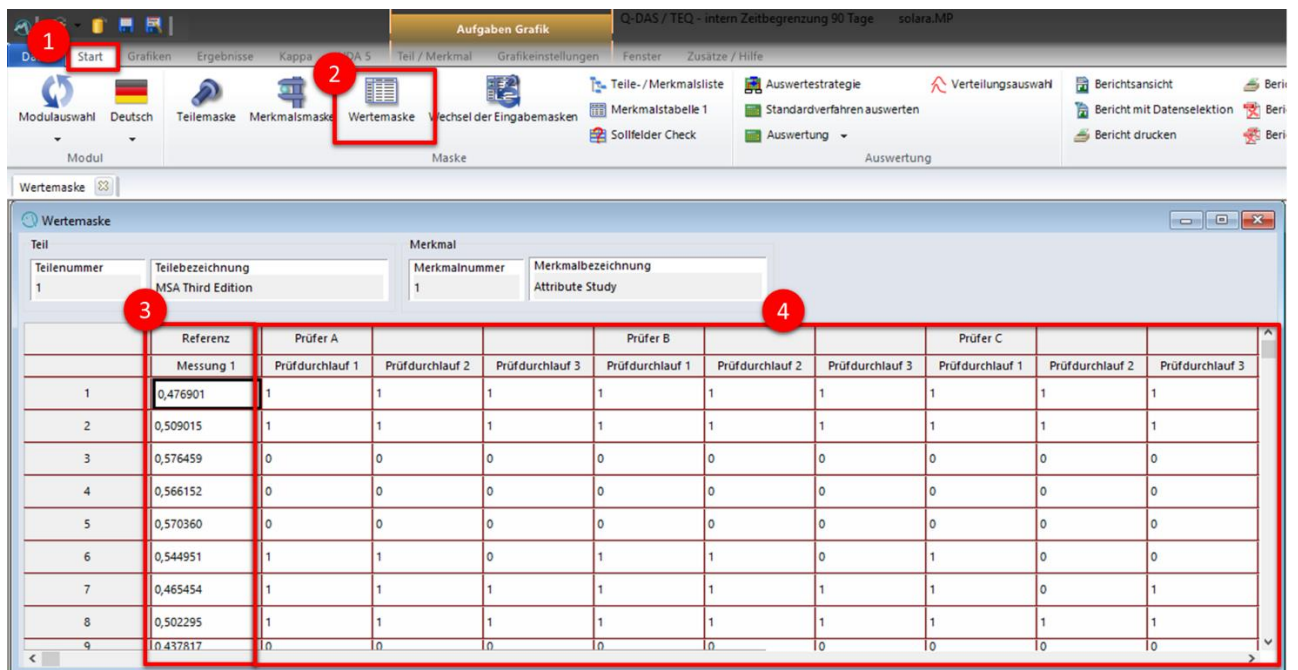 Q-DAS / TEQ - intern Zeitbegrenzung 90 Tage solara.MP
Aufgaben Grafik
1
Start Grafiken Ergebnisse Kappa Teil / Merkmal Grafikeinstellungen Fenster Zusätze / Hilfe
2
Modulauswahl Deutsch Teilemaske Merkmalsmaske Wertemaske Wechsel der Eingabemasken
Teile- / Merkmalsliste Auswertestrategie Verteilungsauswahl Berichtsansicht
Merkmalstabelle 1 Standardverfahren auswerten Bericht mit Datenselektion
Sollfelder Check Auswertung Bericht drucken
Modul Maske Auswertung
Wertemaske
Wertemaske
Teil Merkmal
Teilenummer Teilebezeichnung Merkmalnummer Merkmalbezeichnung
1 MSA Third Edition 1 Attribute Study
3 4
Referenz Prüfer A Prüfer B Prüfer C
Messung 1 Prüfdurchlauf 1 Prüfdurchlauf 2 Prüfdurchlauf 3 Prüfdurchlauf 1 Prüfdurchlauf 2 Prüfdurchlauf 3 Prüfdurchlauf 1 Prüfdurchlauf 2 Prüfdurchlauf 3
1 0,476901 1 1 1 1 1 1 1 1 1
2 0,509015 1 1 1 1 1 1 1 1 1
3 0,576459 0 0 0 0 0 0 0 0 0
4 0,566152 0 0 0 0 0 0 0 0 0
5 0,570360 0 0 0 0 0 0 0 0 0
6 0,544951 1 1 0 1 1 0 1 0 0
7 0,465454 1 1 1 1 1 1 1 0 1
8 0,502295 1 1 1 1 1 1 1 1 1
9 0,437817 0 0 0 0 0 0 0 0 0